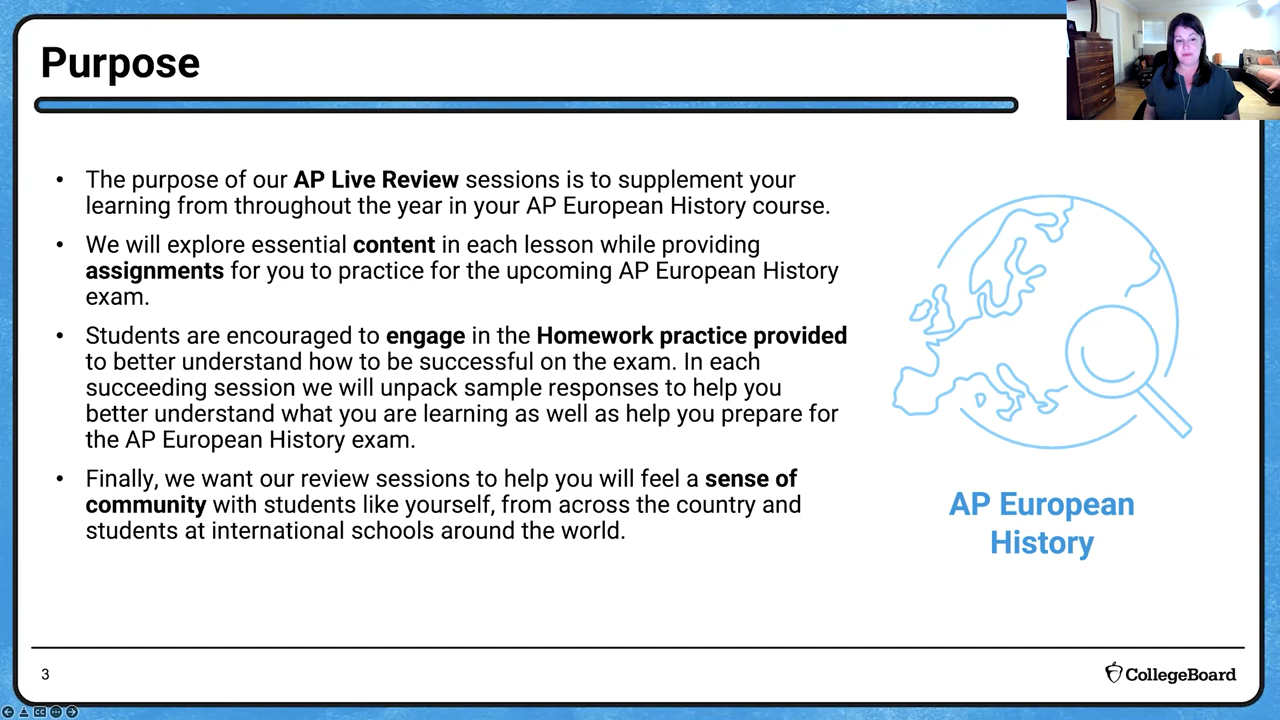 Purpose
• The purpose of our AP Live Review sessions is to supplement your
learning from throughout the year in your AP European History course.
• We will explore essential content in each lesson while providing
assignments for you to practice for the upcoming AP European History
exam.
• Students are encouraged to engage in the Homework practice provided
to better understand how to be successful on the exam. In each
succeeding session we will unpack sample responses to help you
better understand what you are learning as well as help you prepare for
the AP European History exam.
• Finally, we want our review sessions to help you will feel a sense of
community with students like yourself, from across the country and
students at international schools around the world.
AP European
History
3
CollegeBoard
CC